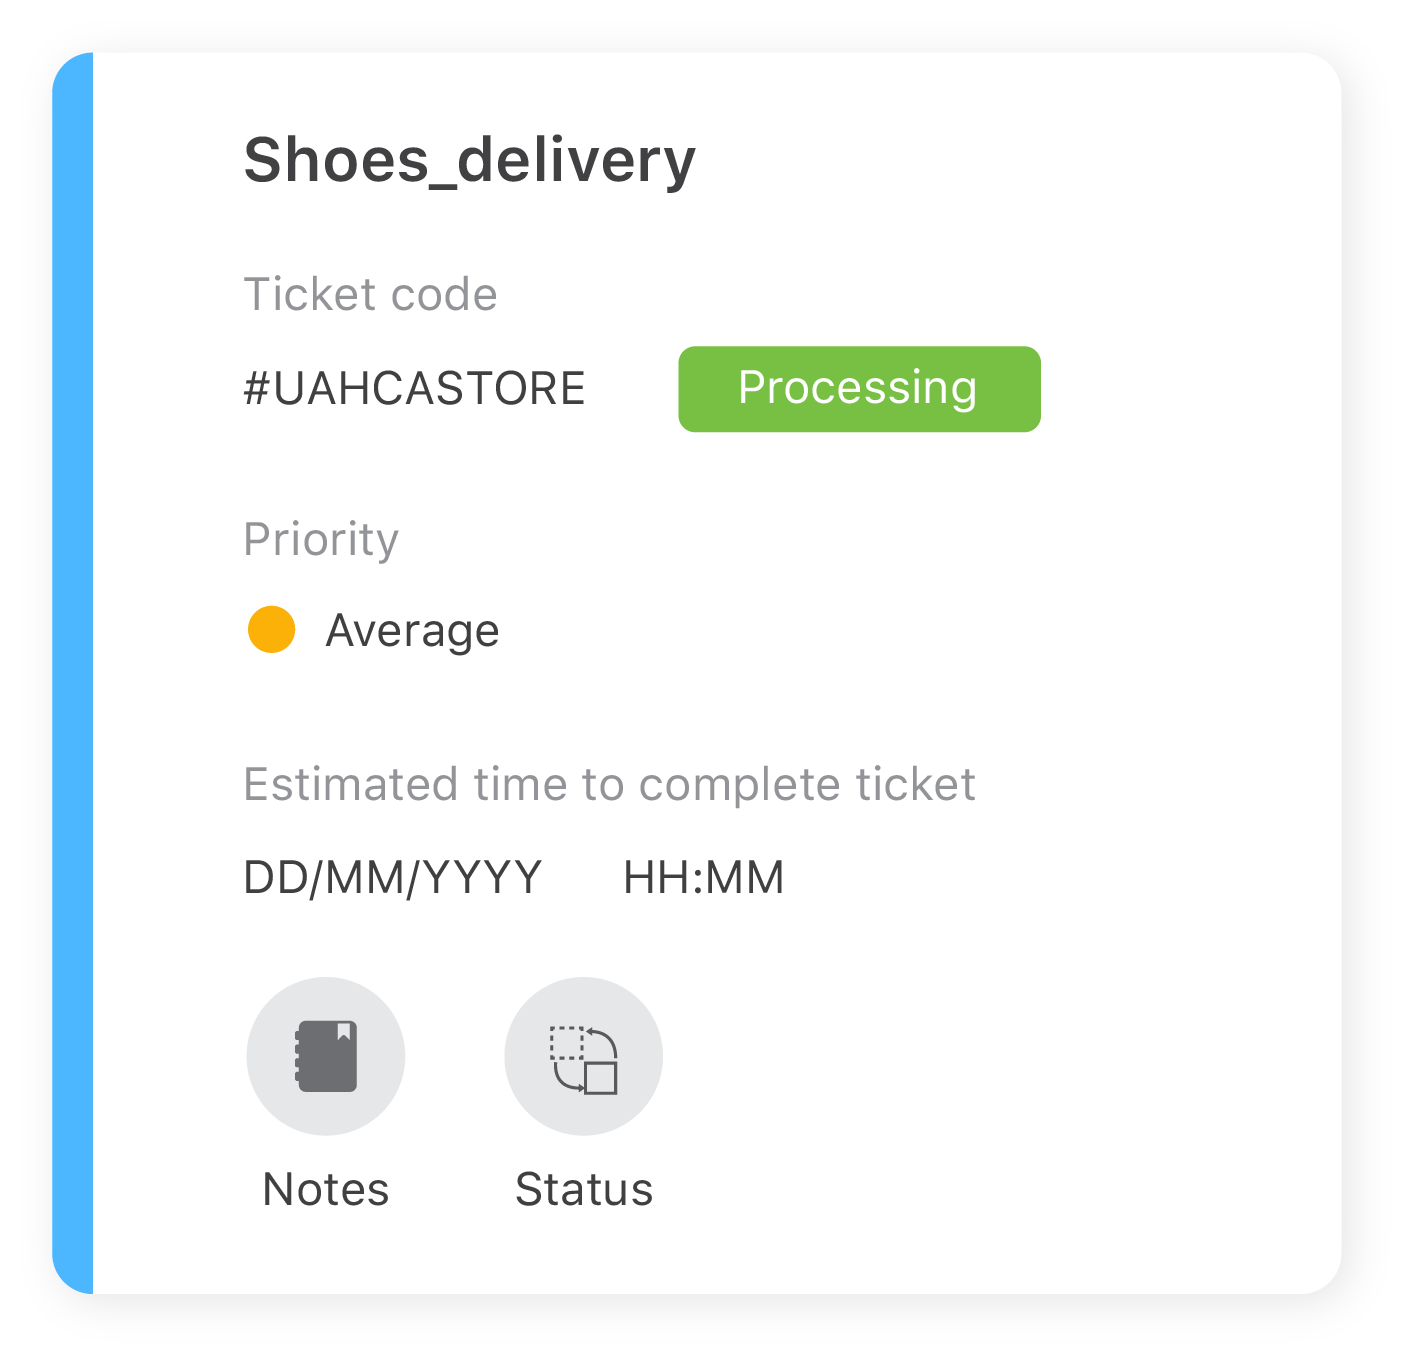 Shoes_delivery
Ticket code
#UAHCASTORE Processing
Priority
Average
Estimated time to complete ticket
DD/MM/YYYY HH:MM
Notes Status